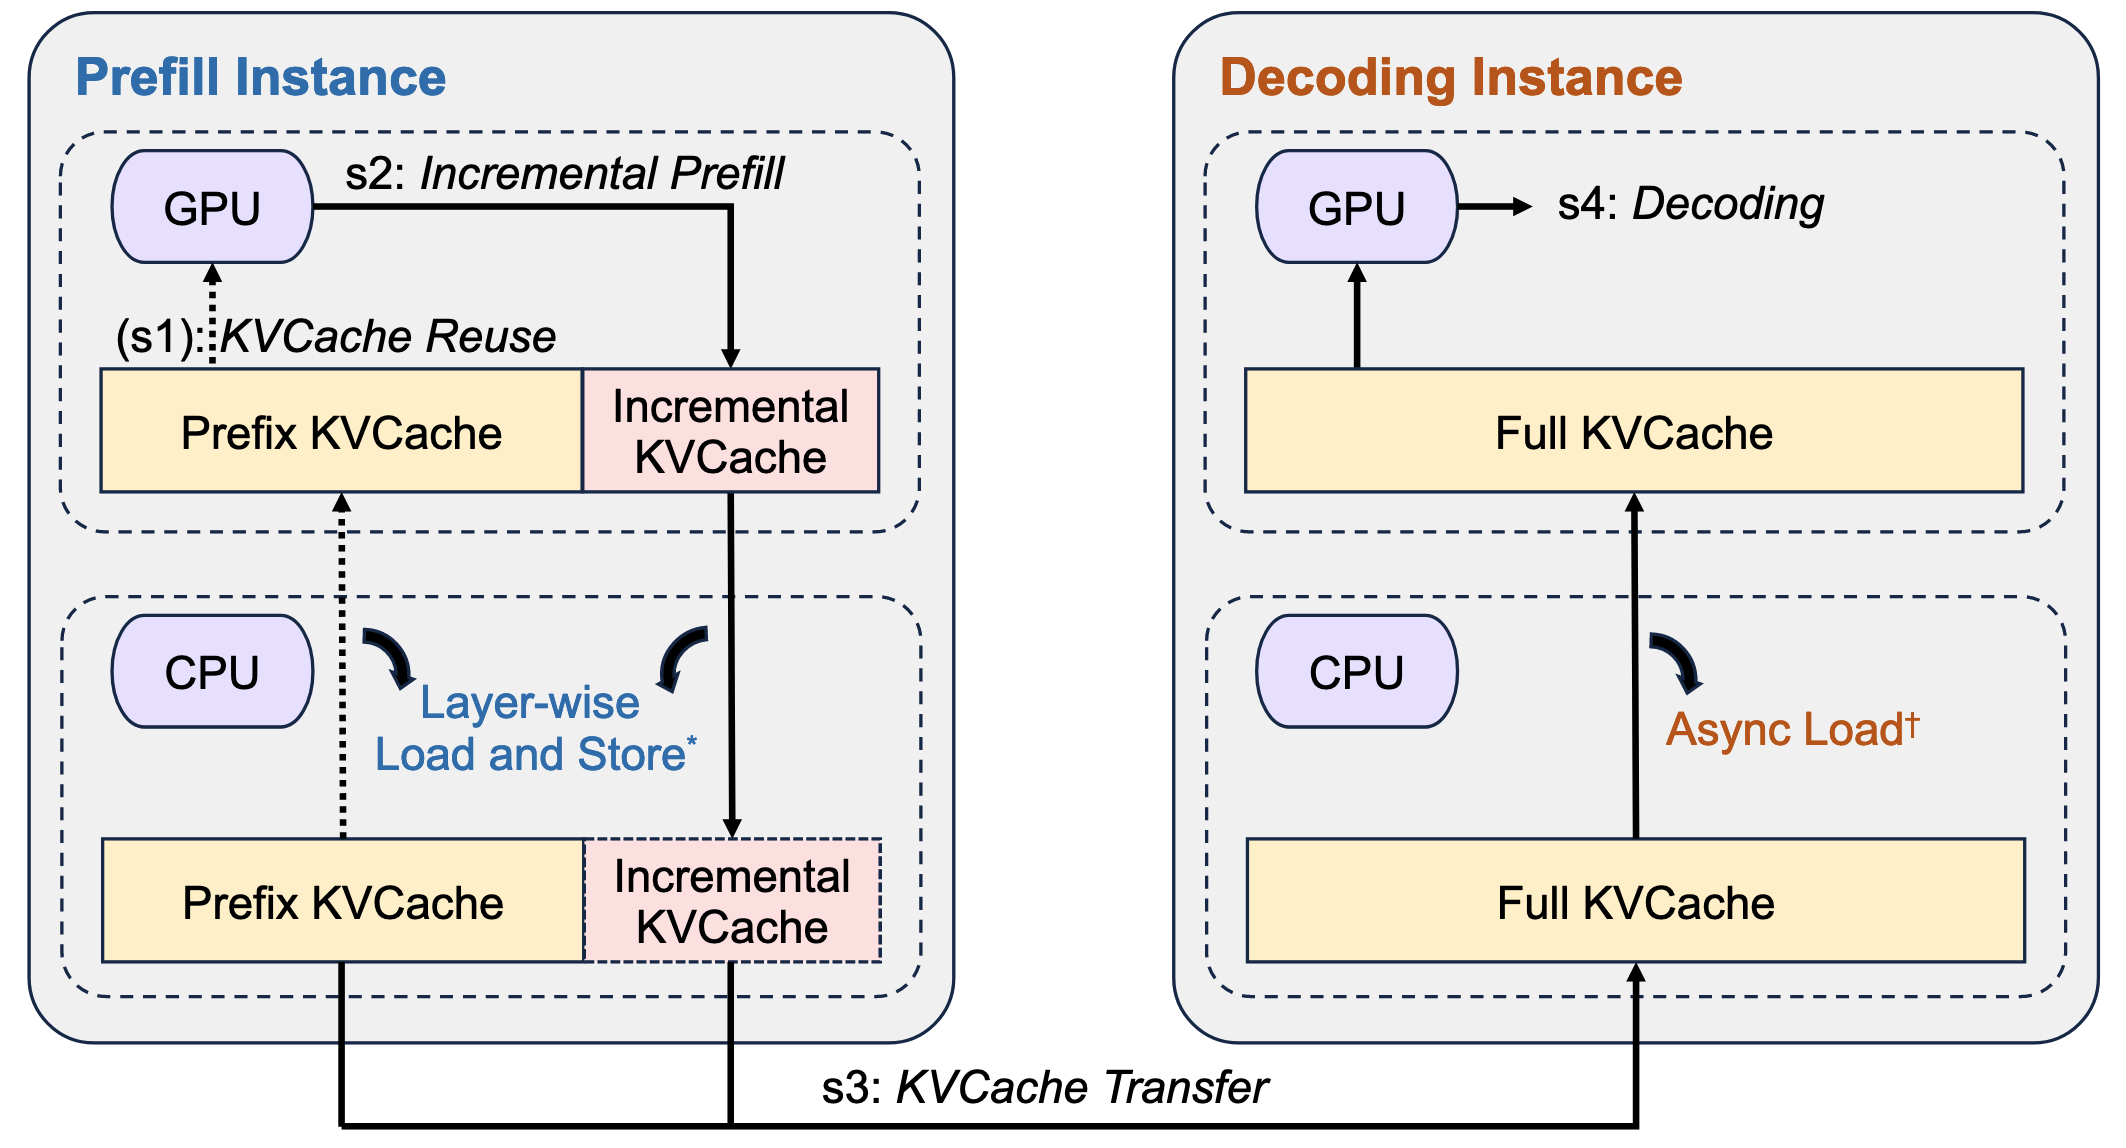 Prefill Instance
GPU
s2: Incremental Prefill
(s1): KVCache Reuse
Prefix KVCache
Incremental
KVCache
CPU
Layer-wise
Load and Store*
Prefix KVCache
Incremental
KVCache
Decoding Instance
GPU
s4: Decoding
Full KVCache
CPU
Async Load†
Full KVCache
s3: KVCache Transfer